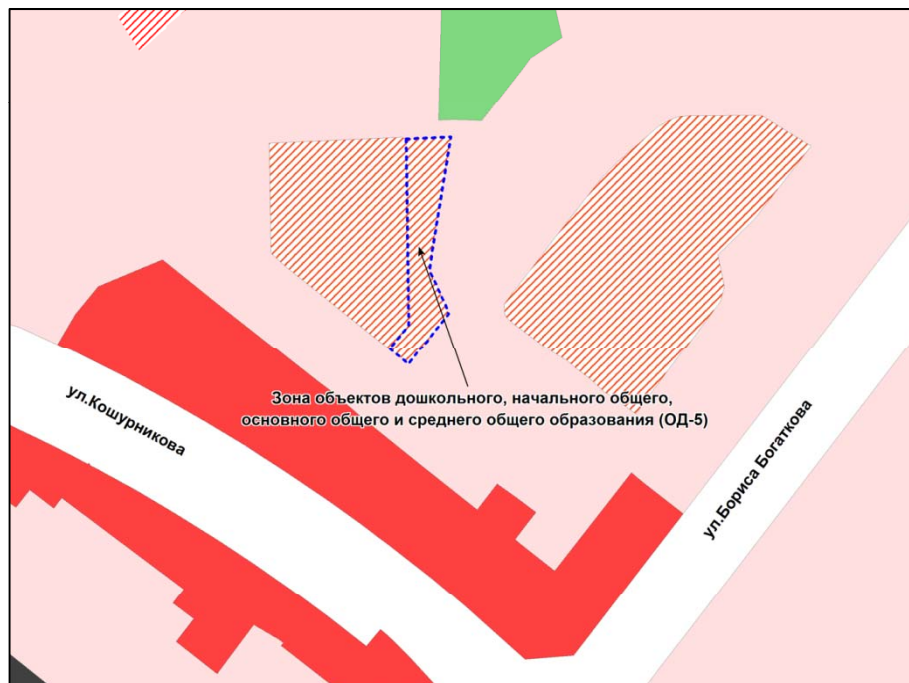 Зона объектов дошкольного, начального общего,
основного общего и среднего общего образования (ОД-5)
ул.Кошурникова
ул.Бориса Богаткова